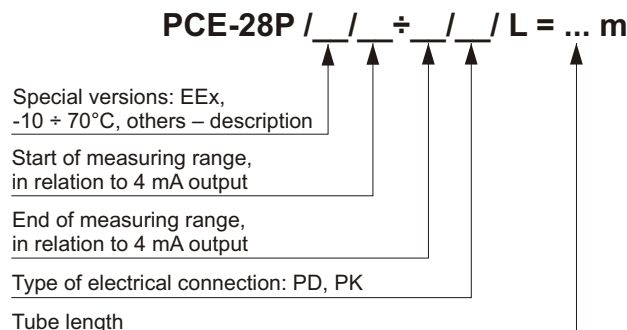 PCE-28P /__/__÷__/__/ L = ... m
Special versions: EEx,
-10 ÷ 70°C, others – description
Start of measuring range,
in relation to 4 mA output
End of measuring range,
in relation to 4 mA output
Type of electrical connection: PD, PK
Tube length